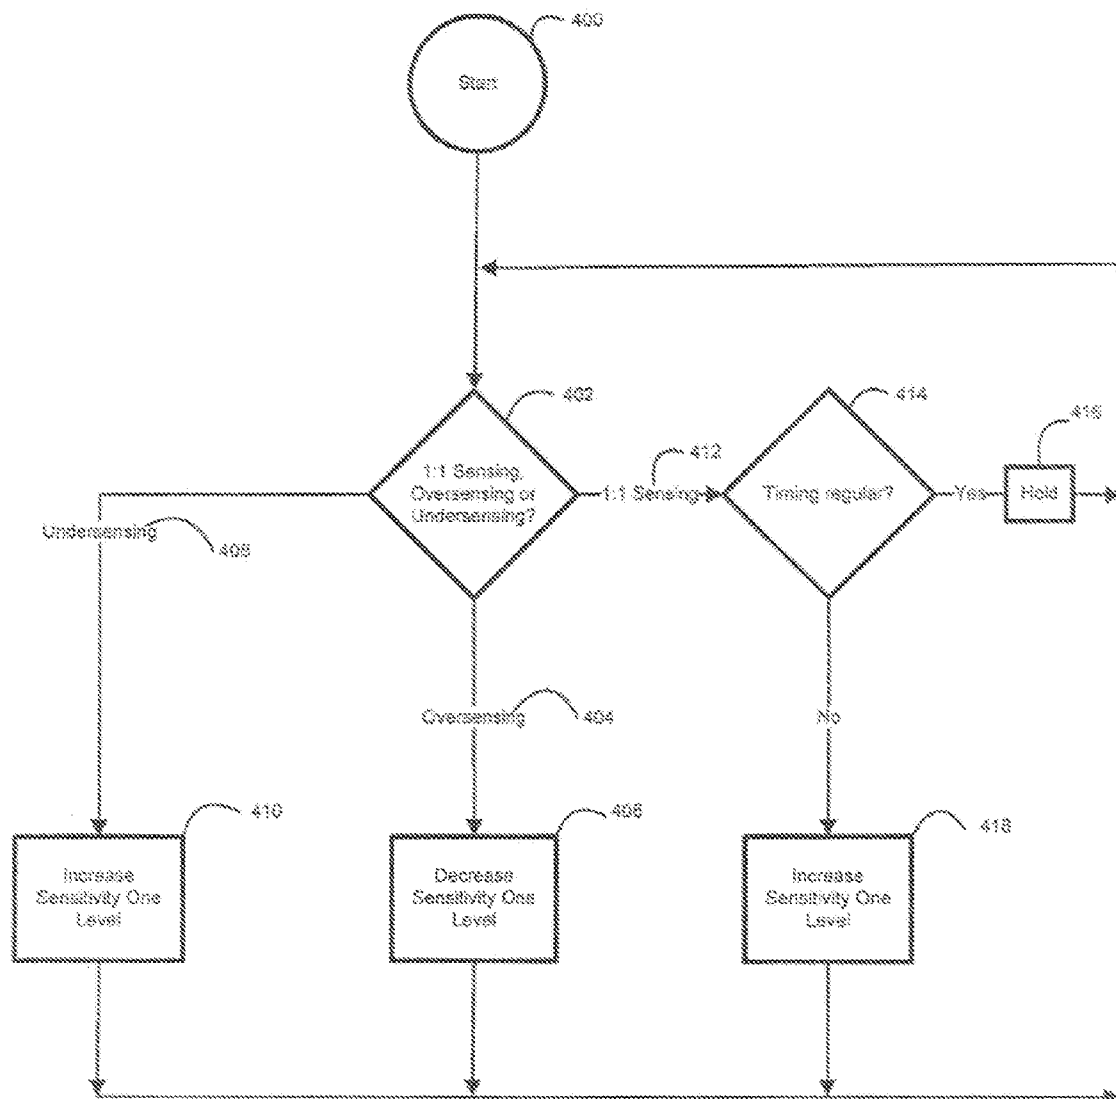 400
Start
402
414
416
412
1:1 Sensing,
Oversensing or
Undersensing?
1:1 Sensing
Timing regular?
Yes
Hold
Undersensing
408
Oversensing
404
No
410
406
418
Increase
Sensitivity One
Level
Decrease
Sensitivity One
Level
Increase
Sensitivity One
Level